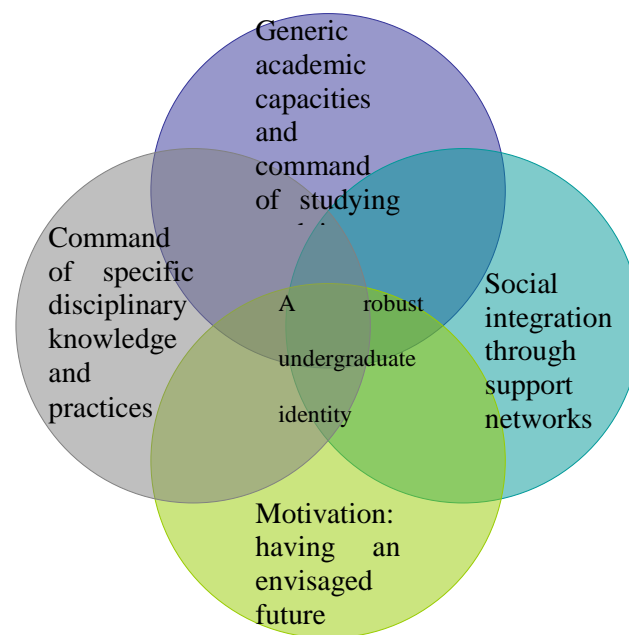 Generic
academic
capacities
and
command
of studying
Command
of specific
disciplinary
knowledge
and
practices
A robust
undergraduate
identity
Social
integration
through
support
networks
Motivation:
having an
envisaged
future